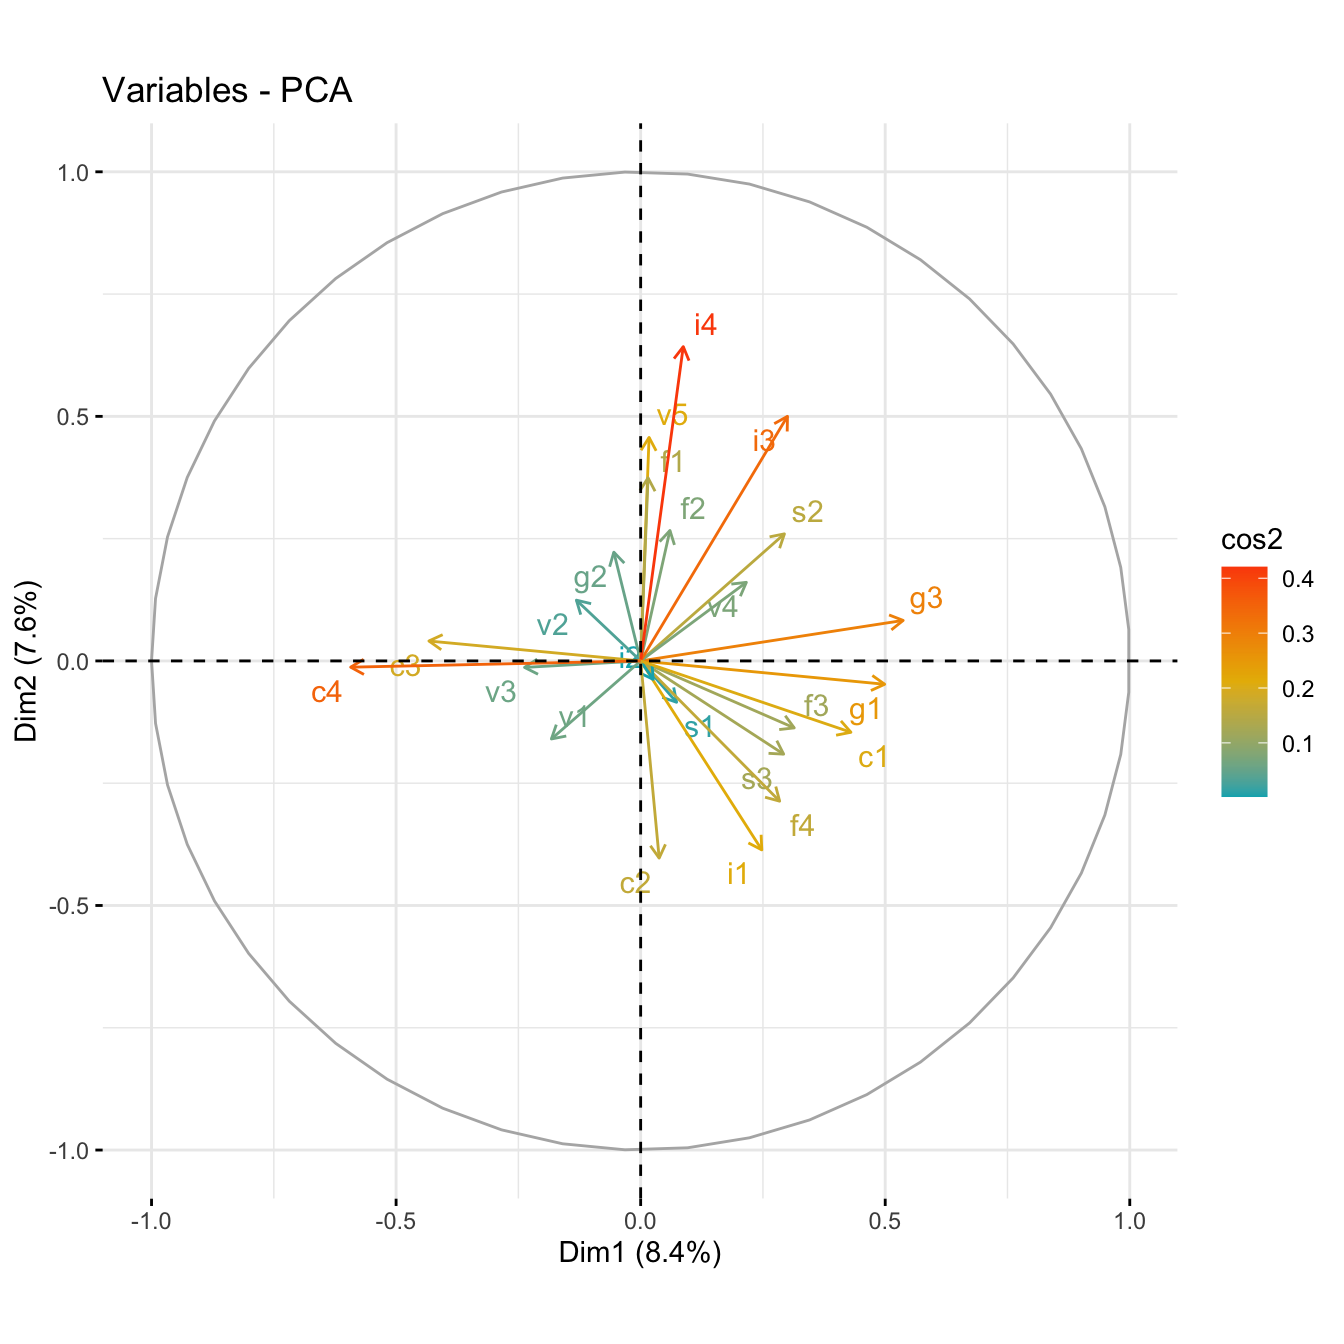 Variables - PCA
1.0
0.5
0.0
-0.5
-1.0
Dim2 (7.6%)
i4
v5
i3
f1
f2
s2
g2
v4
g3
v2
i2
c3
c4
v3
v1
s1
f3
g1
c1
s3
f4
i1
c2
-1.0
-0.5
0.0
0.5
1.0
Dim1 (8.4%)
cos2
0.4
0.3
0.2
0.1